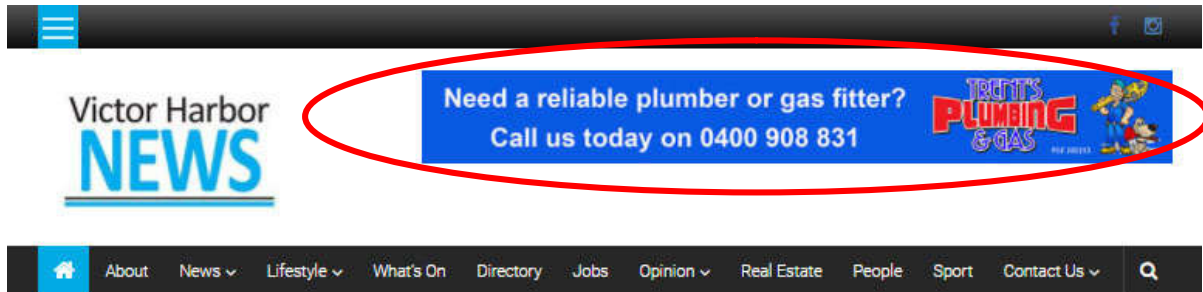 Victor Harbor
NEWS
Need a reliable plumber or gas fitter?
Call us today on 0400 908 831
TRENT'S
PLUMBING
& GAS
About News Lifestyle What's On Directory Jobs Opinion Real Estate People Sport Contact Us